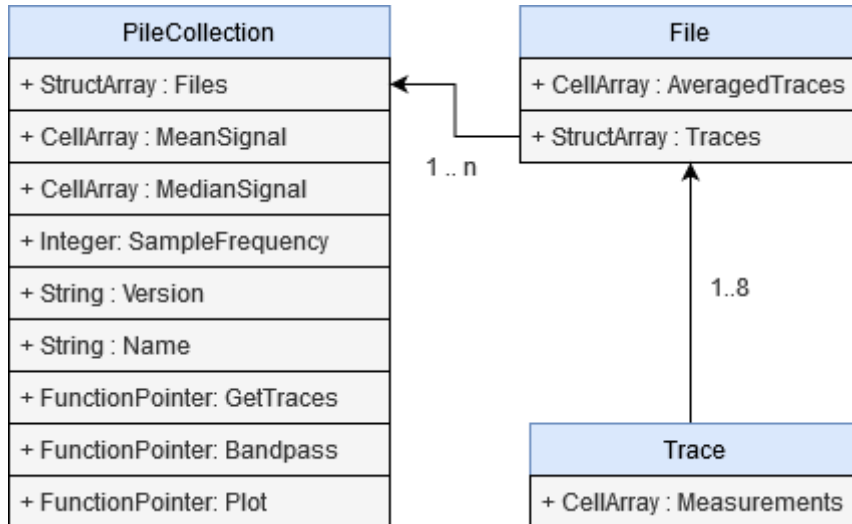 PileCollection
+ StructArray : Files
+ CellArray : MeanSignal
+ CellArray : MedianSignal
+ Integer: SampleFrequency
+ String : Version
+ String : Name
+ FunctionPointer: GetTraces
+ FunctionPointer: Bandpass
+ FunctionPointer: Plot
1 .. n
File
+ CellArray : AveragedTraces
+ StructArray : Traces
1..8
Trace
+ CellArray : Measurements